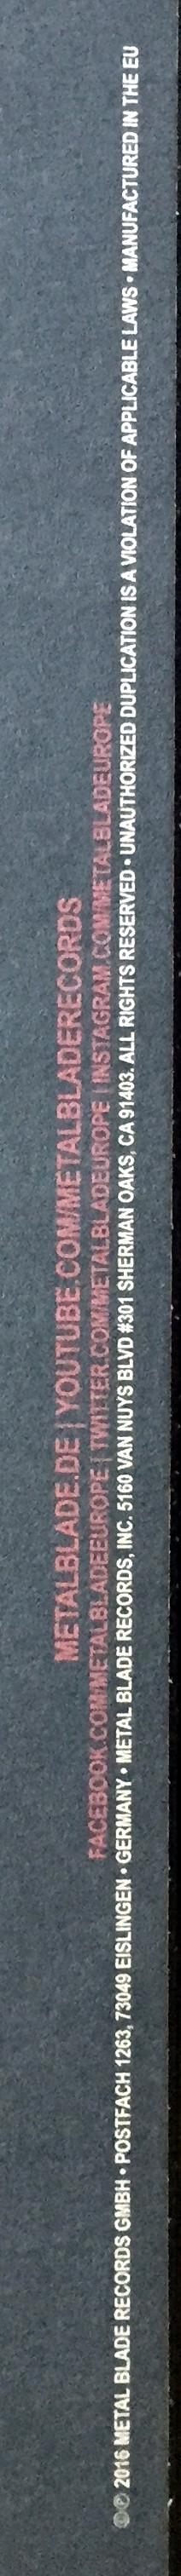 METALBLADE.DE | YOUTUBE.COM/METALBLADERECORDS
FACEBOOK.COM/METALBLADEEUROPE | TWITTER.COM/METALBLADEUROPE | INSTAGRAM.COM/METALBLADEUROPE
©℗ 2016 METAL BLADE RECORDS GMBH • POSTFACH 1263, 73049 EISLINGEN • GERMANY • METAL BLADE RECORDS, INC. 5160 VAN NUYS BLVD #301 SHERMAN OAKS, CA 91403. ALL RIGHTS RESERVED • UNAUTHORIZED DUPLICATION IS A VIOLATION OF APPLICABLE LAWS • MANUFACTURED IN THE EU